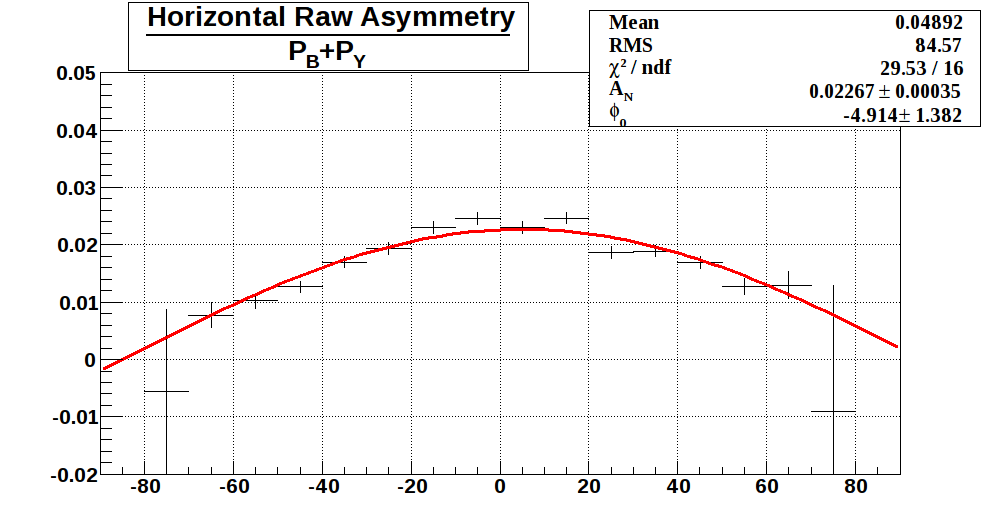 Horizontal Raw Asymmetry
P_B+P_Y
Mean 0.04892
RMS 84.57
χ² / ndf 29.53 / 16
A_N 0.02267 ± 0.00035
ϕ_0 -4.914± 1.382
0.05
0.04
0.03
0.02
0.01
0
-0.01
-0.02
-80 -60 -40 -20 0 20 40 60 80